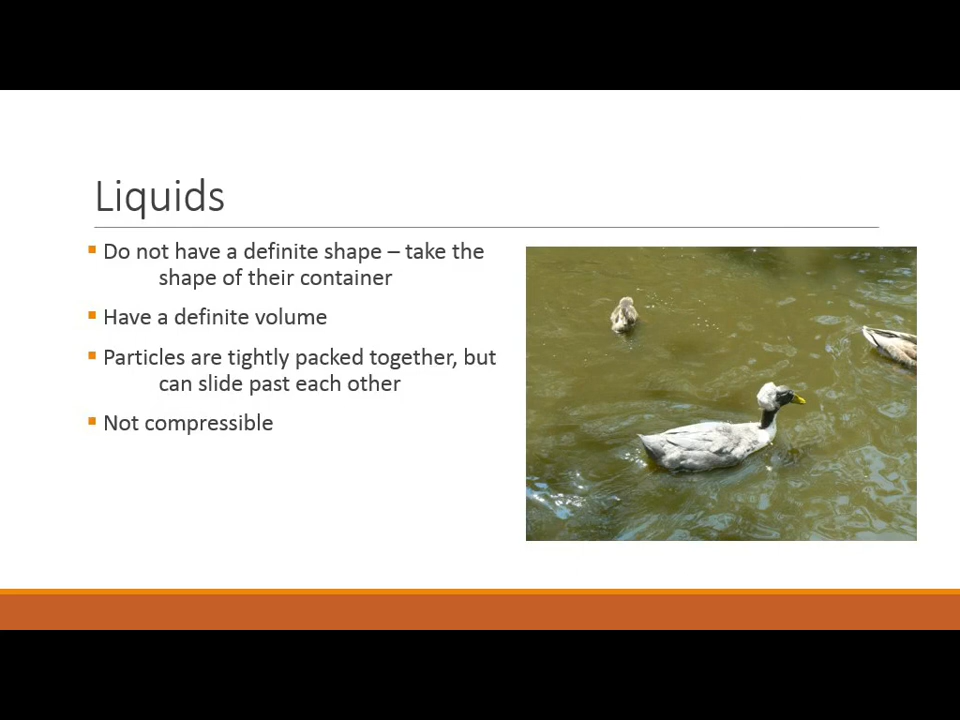 Liquids
Do not have a definite shape – take the
shape of their container
Have a definite volume
Particles are tightly packed together, but
can slide past each other
Not compressible